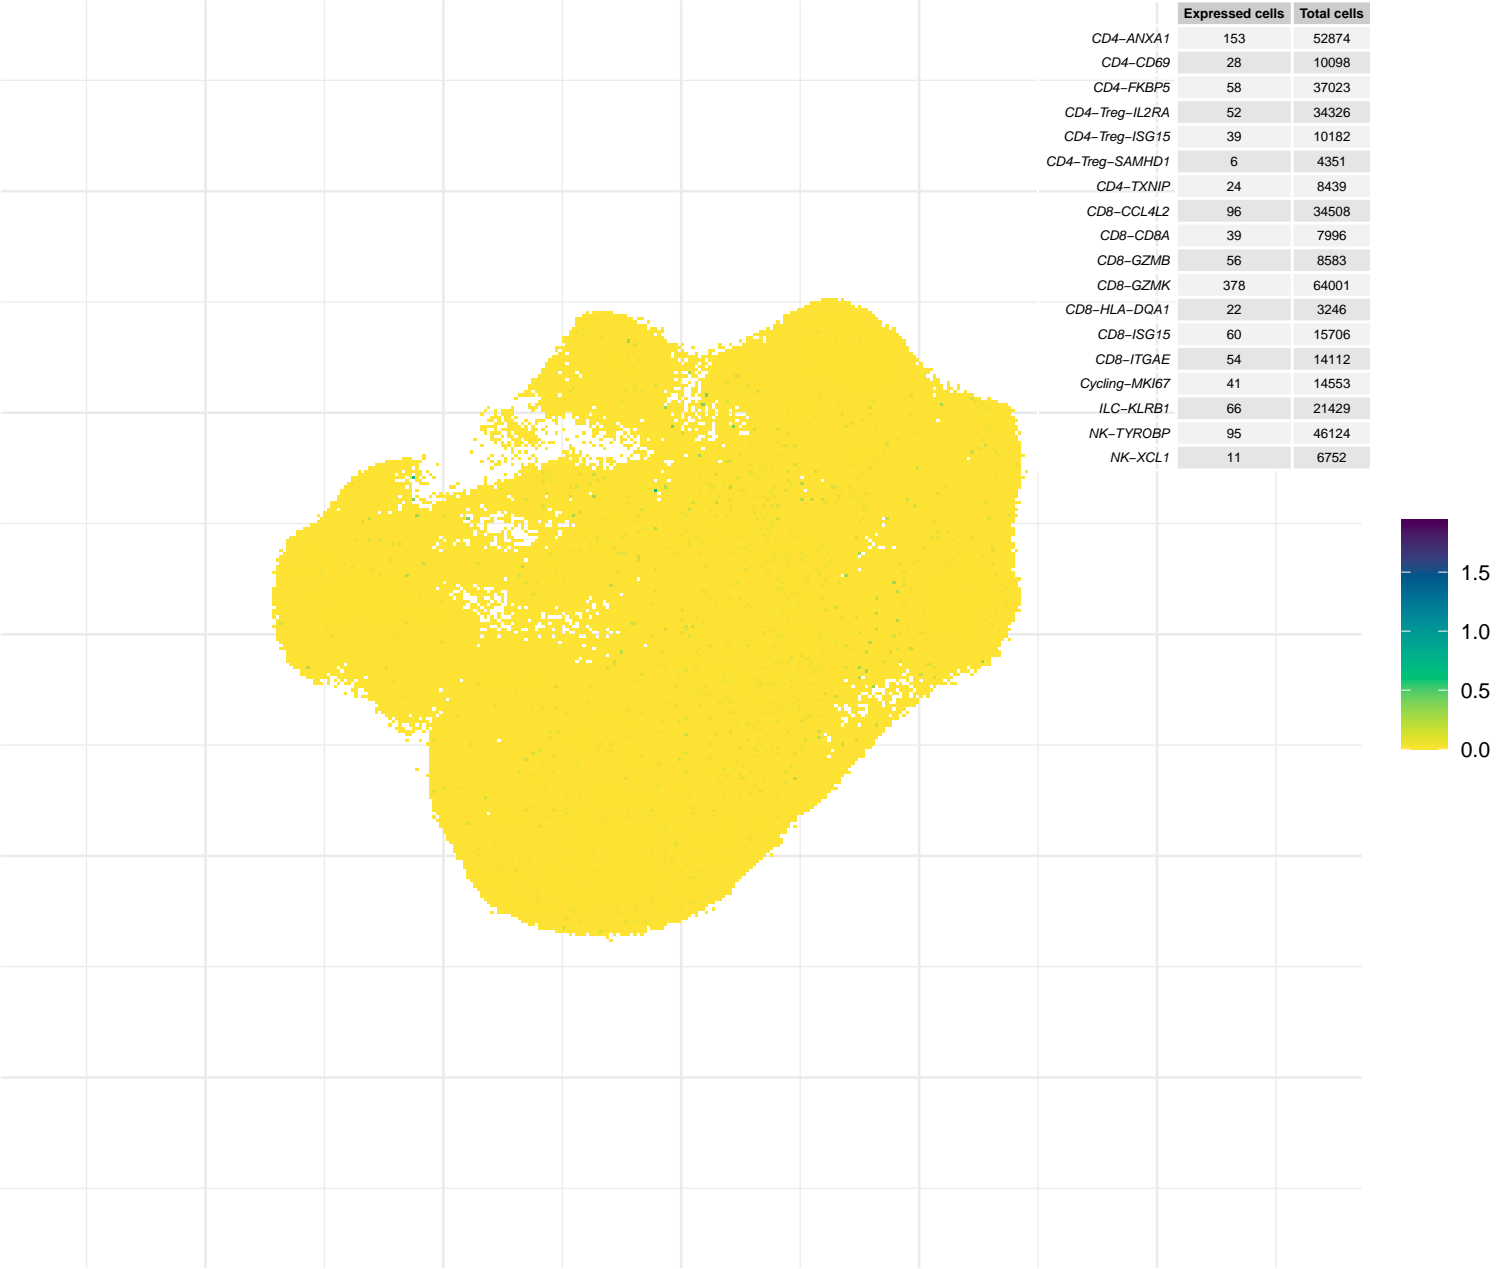 Expressed cells Total cells
CD4−ANXA1 153 52874
CD4−CD69 28 10098
CD4−FKBP5 58 37023
CD4−Treg−IL2RA 52 34326
CD4−Treg−ISG15 39 10182
CD4−Treg−SAMHD1 6 4351
CD4−TXNIP 24 8439
CD8−CCL4L2 96 34508
CD8−CD8A 39 7996
CD8−GZMB 56 8583
CD8−GZMK 378 64001
CD8−HLA−DQA1 22 3246
CD8−ISG15 60 15706
CD8−ITGAE 54 14112
Cycling−MKI67 41 14553
ILC−KLRB1 66 21429
NK−TYROBP 95 46124
NK−XCL1 11 6752
1.5
1.0
0.5
0.0